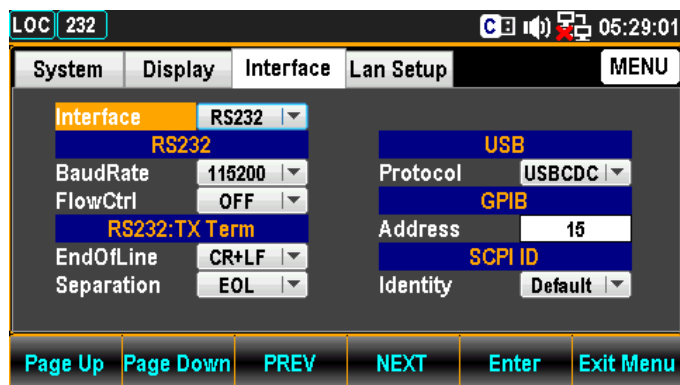 LOC 232 C 05:29:01
System Display Interface Lan Setup MENU
Interface RS232
RS232
BaudRate 115200
FlowCtrl OFF
RS232:TX Term
EndOfLine CR+LF
Separation EOL
USB
Protocol USBCDC
GPIB
Address 15
SCPI ID
Identity Default
Page Up Page Down PREV NEXT Enter Exit Menu